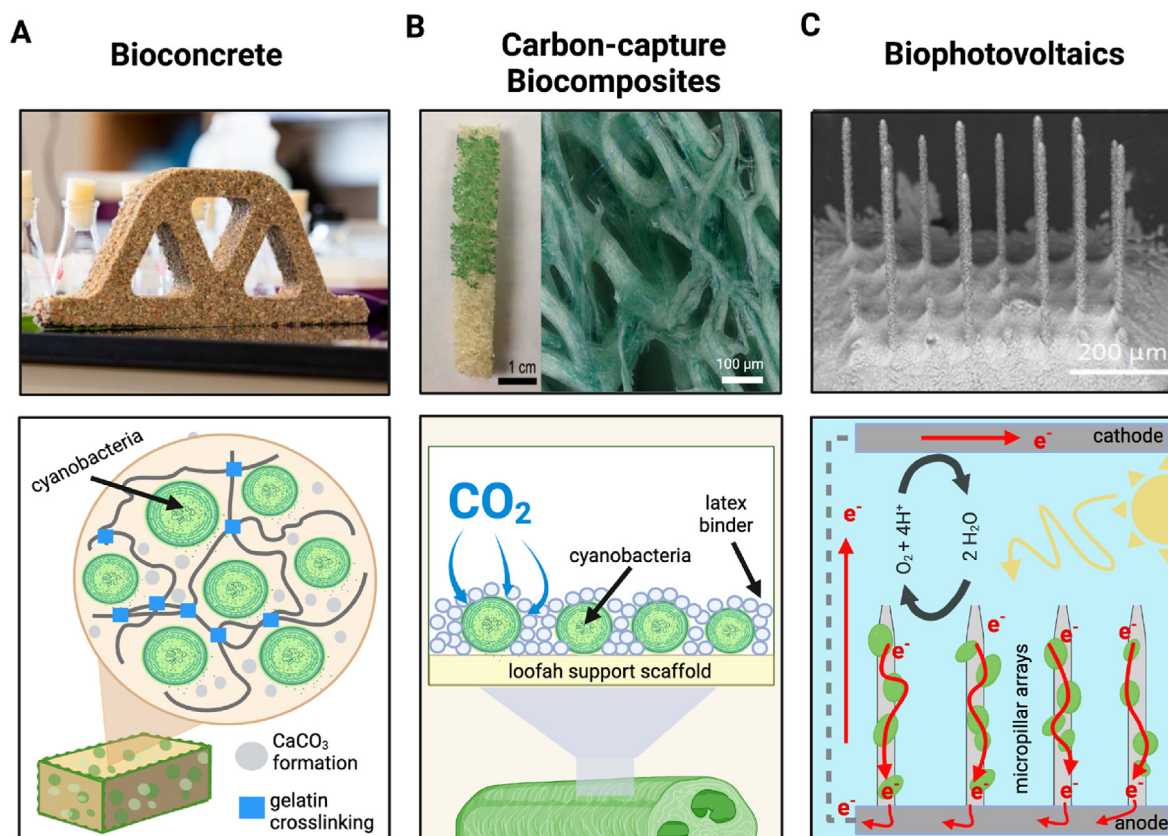 A
Bioconcrete
B
Carbon-capture
Biocomposites
C
Biophotovoltaics
1 cm
100 µm
200 µm
cyanobacteria
CaCO₃
formation
gelatin
crosslinking
CO₂
latex
binder
cyanobacteria
loofah support scaffold
cathode
e⁻
e⁻
O₂ + 4H⁺
2 H₂O
e⁻
e⁻
e⁻
e⁻
micropillar arrays
e⁻
e⁻
e⁻
e⁻
e⁻
anode